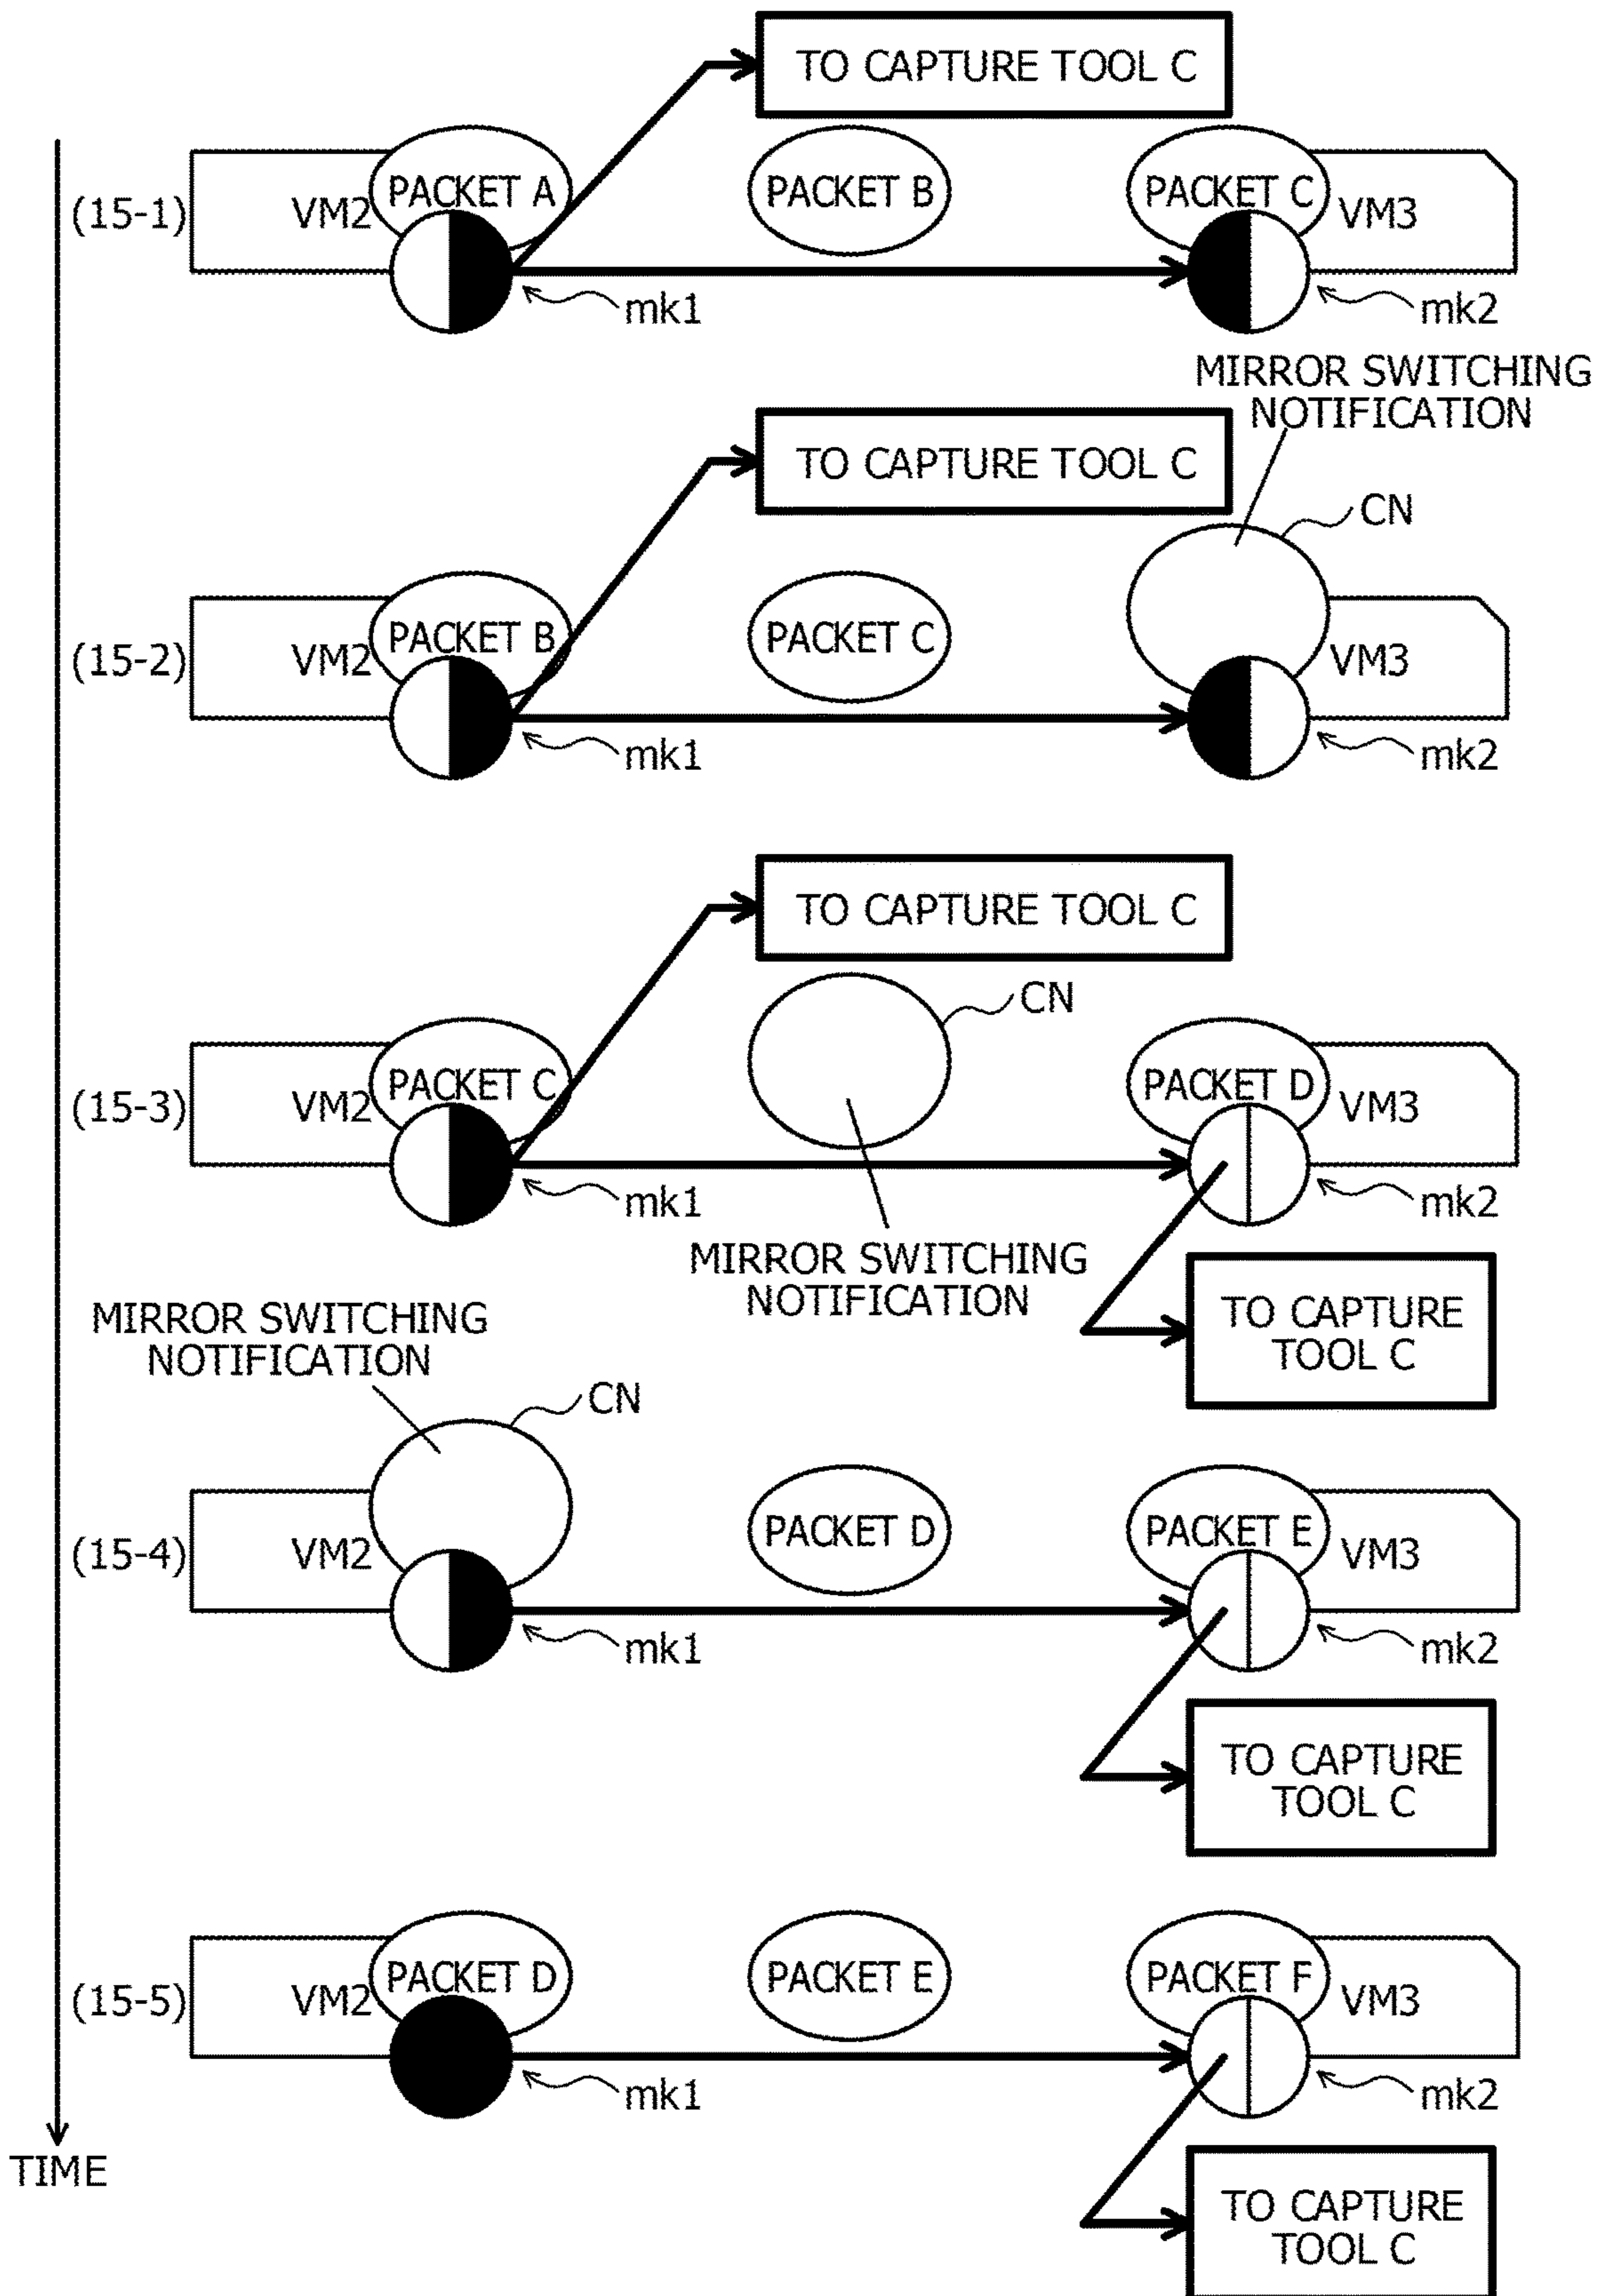 TO CAPTURE TOOL C
(15-1)
VM2
PACKET A
PACKET B
PACKET C
VM3
mk1
mk2
MIRROR SWITCHING
NOTIFICATION
TO CAPTURE TOOL C
CN
(15-2)
VM2
PACKET B
PACKET C
VM3
mk1
mk2
TO CAPTURE TOOL C
CN
(15-3)
VM2
PACKET C
PACKET D
VM3
mk1
mk2
MIRROR SWITCHING
NOTIFICATION
TO CAPTURE
TOOL C
MIRROR SWITCHING
NOTIFICATION
CN
(15-4)
VM2
PACKET D
PACKET E
VM3
mk1
mk2
TO CAPTURE
TOOL C
(15-5)
VM2
PACKET D
PACKET E
PACKET F
VM3
mk1
mk2
TIME
TO CAPTURE
TOOL C